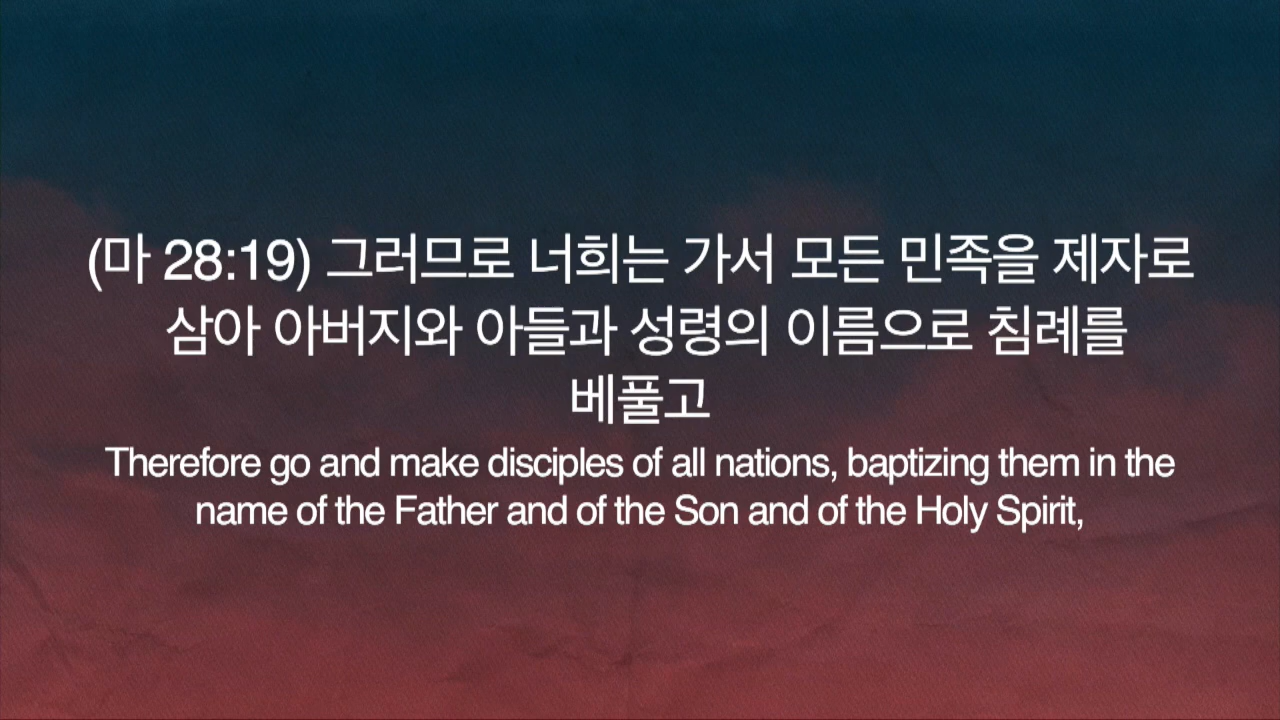 (마 28:19) 그러므로 너희는 가서 모든 민족을 제자로
삼아 아버지와 아들과 성령의 이름으로 침례를
베풀고
Therefore go and make disciples of all nations, baptizing them in the
name of the Father and of the Son and of the Holy Spirit,